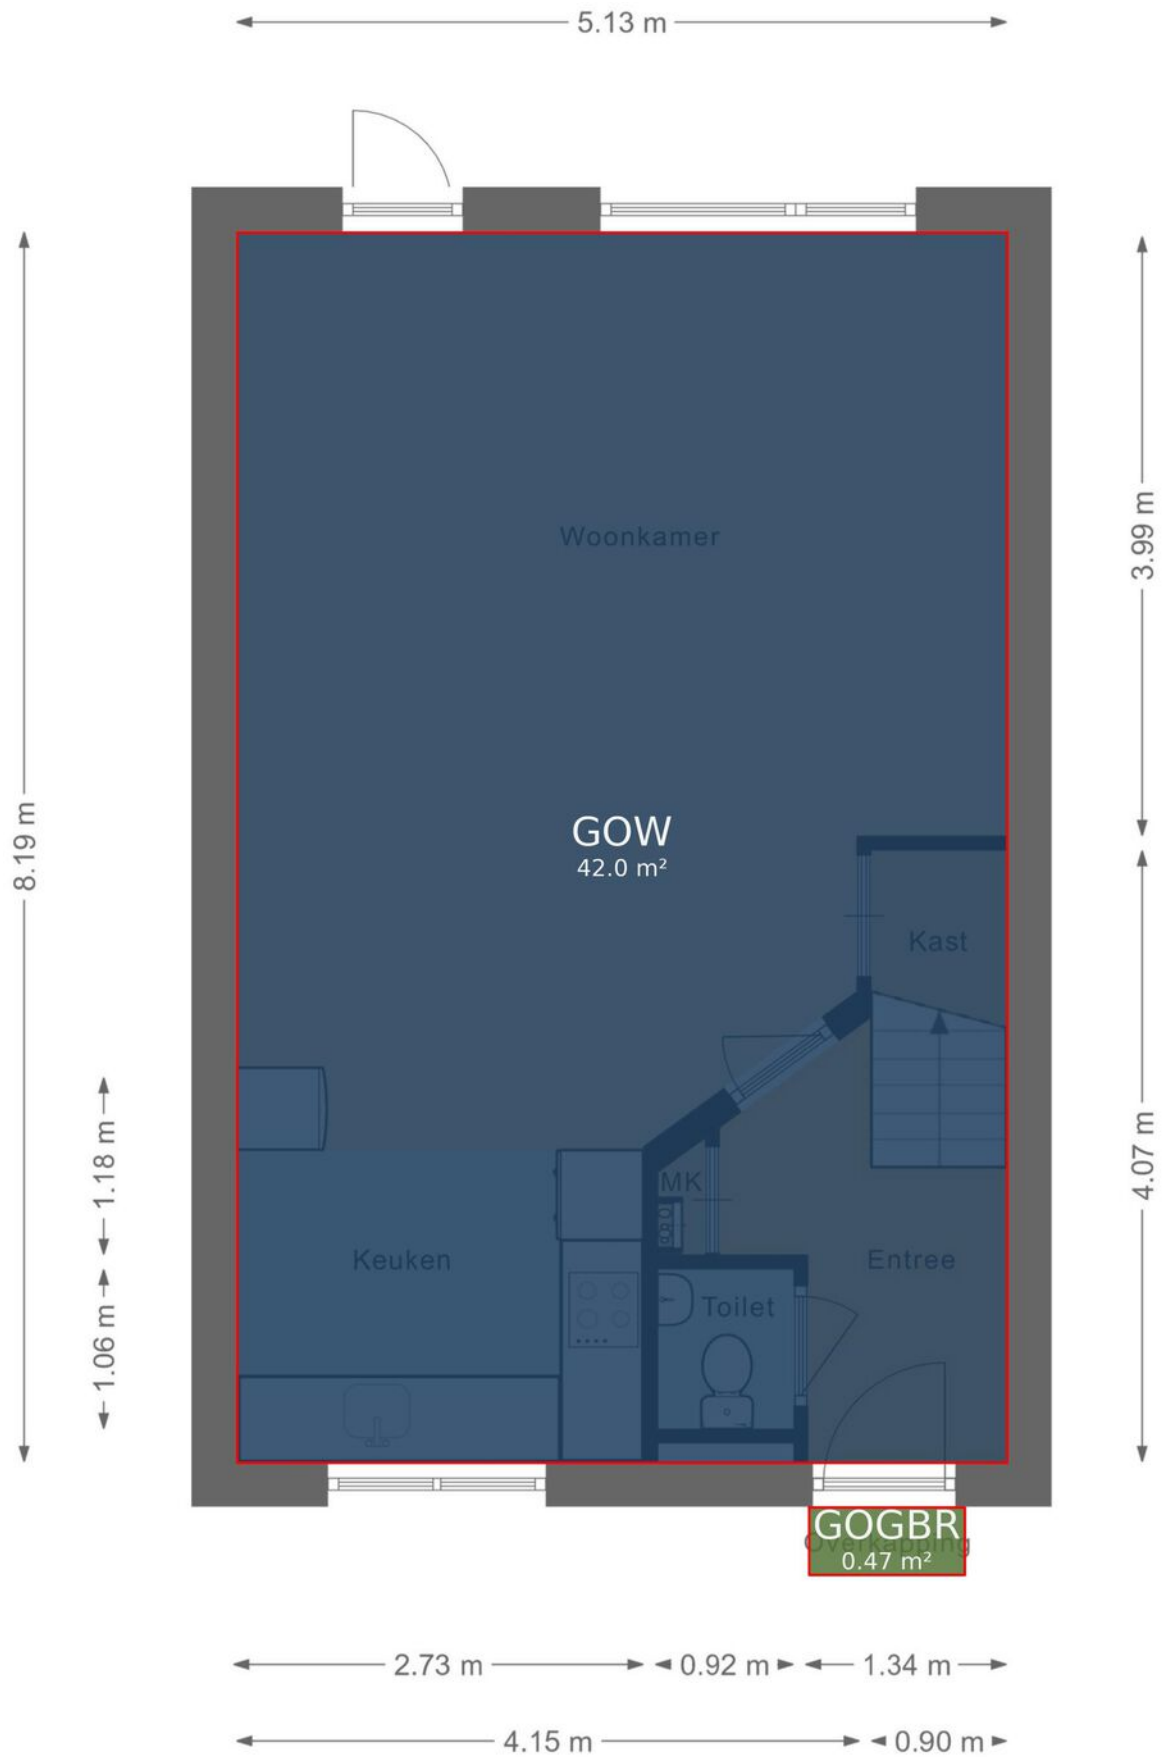 5.13 m
8.19 m
3.99 m
Woonkamer
GOW
42.0 m²
Kast
1.18 m
4.07 m
MK
Keuken
Entree
1.06 m
Toilet
GOGBR
Overkapping
0.47 m²
2.73 m
0.92 m
1.34 m
4.15 m
0.90 m